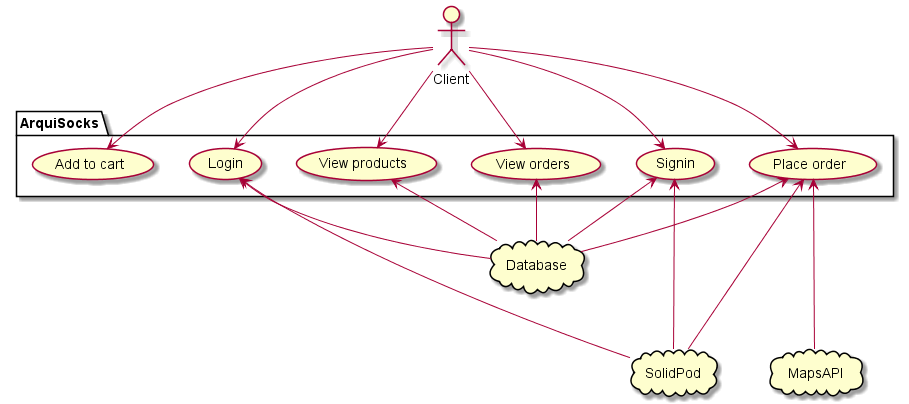 Client
ArquiSocks
Add to cart
Login
View products
View orders
Signin
Place order
Database
SolidPod
MapsAPI